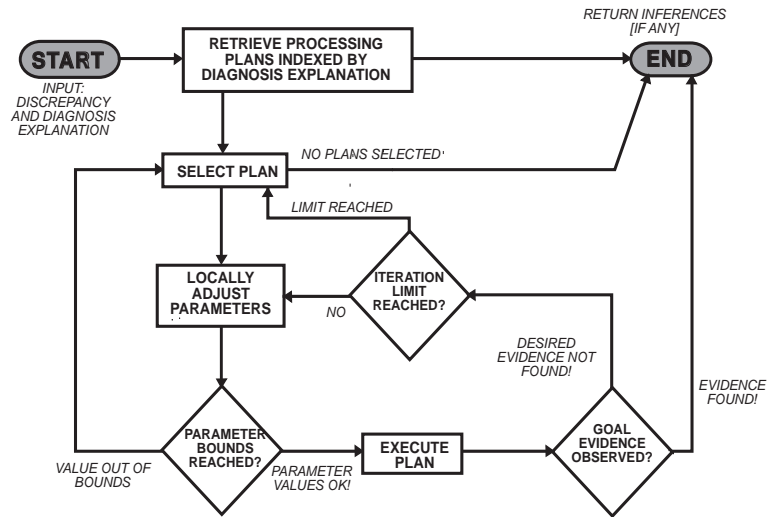 RETURN INFERENCES
[IF ANY]
START
RETRIEVE PROCESSING
PLANS INDEXED BY
DIAGNOSIS EXPLANATION
END
INPUT:
DISCREPANCY
AND DIAGNOSIS
EXPLANATION
SELECT PLAN
NO PLANS SELECTED
LIMIT REACHED
LOCALLY
ADJUST
PARAMETERS
ITERATION
LIMIT
REACHED?
NO
DESIRED
EVIDENCE NOT
FOUND!
EVIDENCE
FOUND!
PARAMETER
BOUNDS
REACHED?
EXECUTE
PLAN
GOAL
EVIDENCE
OBSERVED?
VALUE OUT OF
BOUNDS
PARAMETER
VALUES OK!